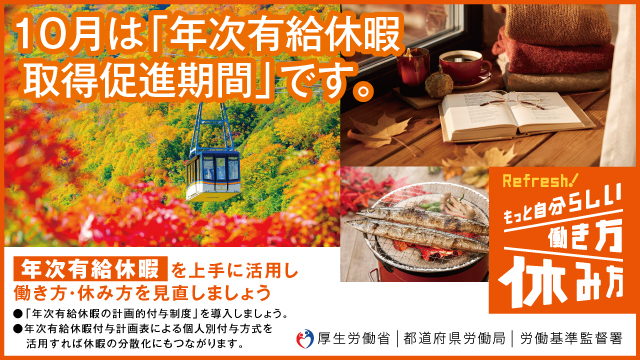 10月は「年次有給休暇
取得促進期間」です。
Refresh!
もっと自分らしい
働き方
休み方
年次有給休暇 を上手に活用し
働き方・休み方を見直しましょう
●「年次有給休暇の計画的付与制度」を導入しましょう。
●年次有給休暇付与計画表による個人別付与方式を
活用すれば休暇の分散化にもつながります。
厚生労働省 | 都道府県労働局 | 労働基準監督署